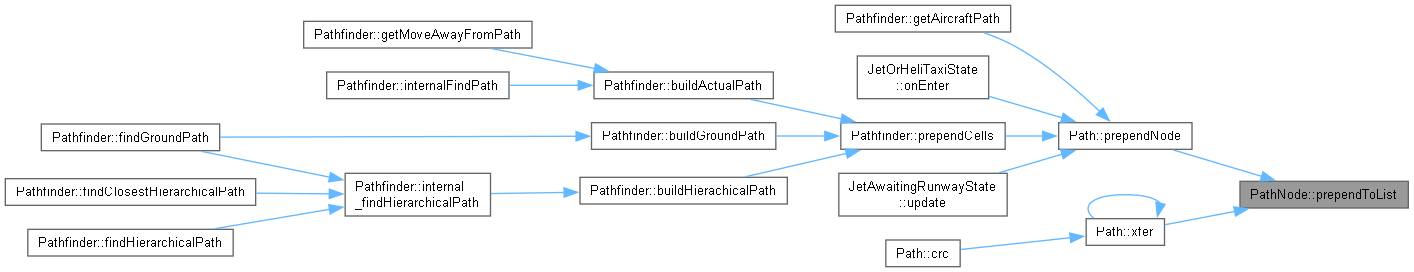 Pathfinder::getAircraftPath
Pathfinder::getMoveAwayFromPath
JetOrHeliTaxiState
::onEnter
Pathfinder::internalFindPath
Pathfinder::buildActualPath
Pathfinder::findGroundPath
Pathfinder::buildGroundPath
Pathfinder::prependCells
Path::prependNode
Pathfinder::findClosestHierarchicalPath
Pathfinder::internal
_findHierarchicalPath
Pathfinder::buildHierachicalPath
JetAwaitingRunwayState
::update
PathNode::prependToList
Pathfinder::findHierarchicalPath
Path::xfer
Path::crc